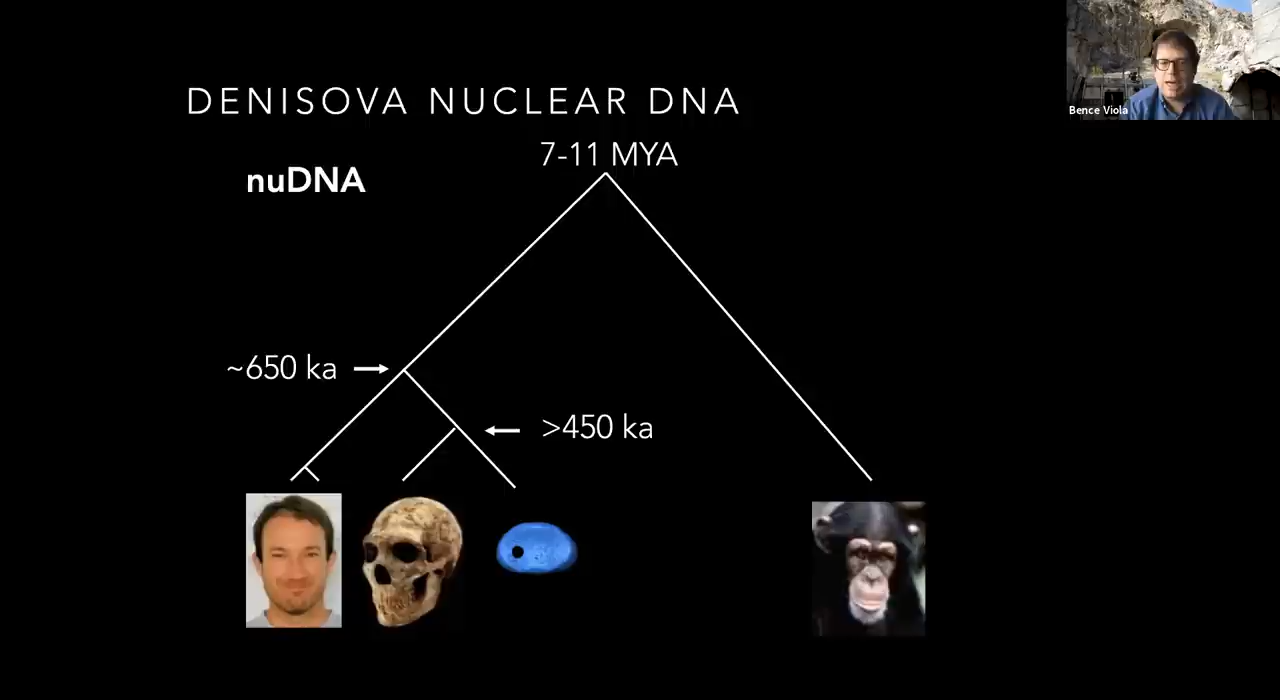 DENISOVA NUCLEAR DNA
7-11 MYA
nuDNA
~650 ka
>450 ka
Bence Viola